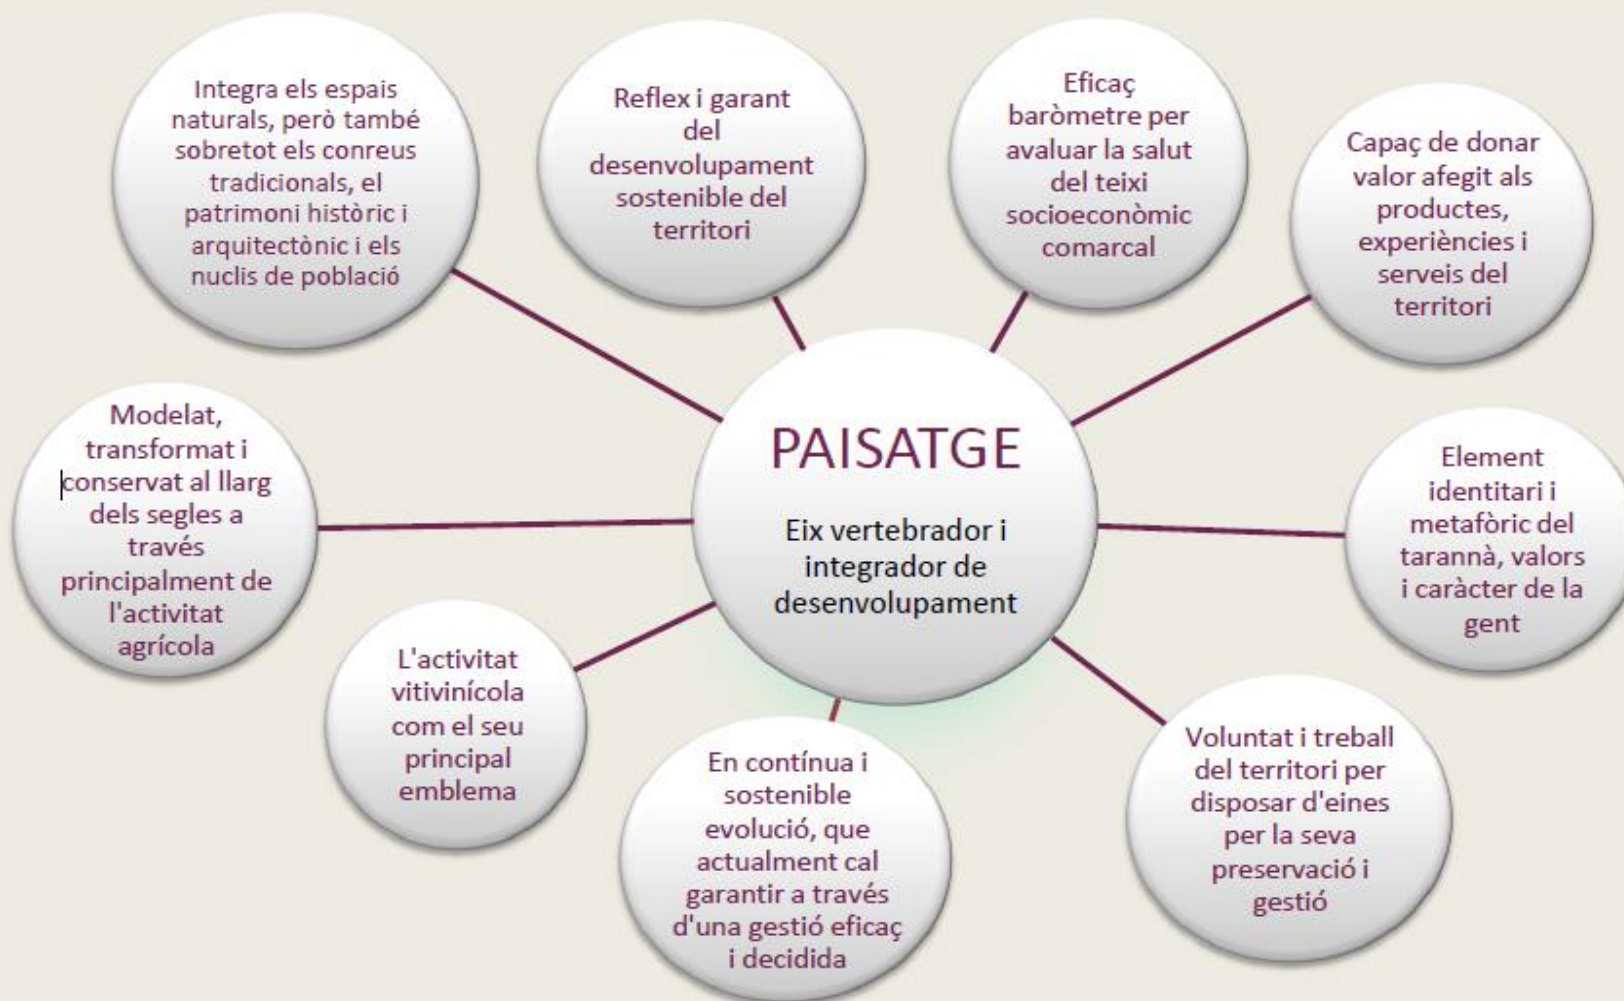 Integra els espais
naturals, però també
sobretot els conreus
tradicionals, el
patrimoni històric i
arquitectònic i els
nuclis de població
Reflex i garant
del
desenvolupament
sostenible del
territori
Eficaç
baròmetre per
avaluar la salut
del teixi
socioeconòmic
comarcal
Capaç de donar
valor afegit als
productes,
experiències i
serveis del
territori
Modelat,
transformat i
conservat al llarg
dels segles a
través
principalment de
l'activitat
agrícola
PAISATGE
Eix vertebrador i
integrador de
desenvolupament
Element
identitari i
metafòric del
tarannà, valors
i caràcter de la
gent
L'activitat
vitivinícola
com el seu
principal
emblema
En contínua i
sostenible
evolució, que
actualment cal
garantir a través
d'una gestió eficaç
i decidida
Voluntat i treball
del territori per
disposar d'eines
per la seva
preservació i
gestió